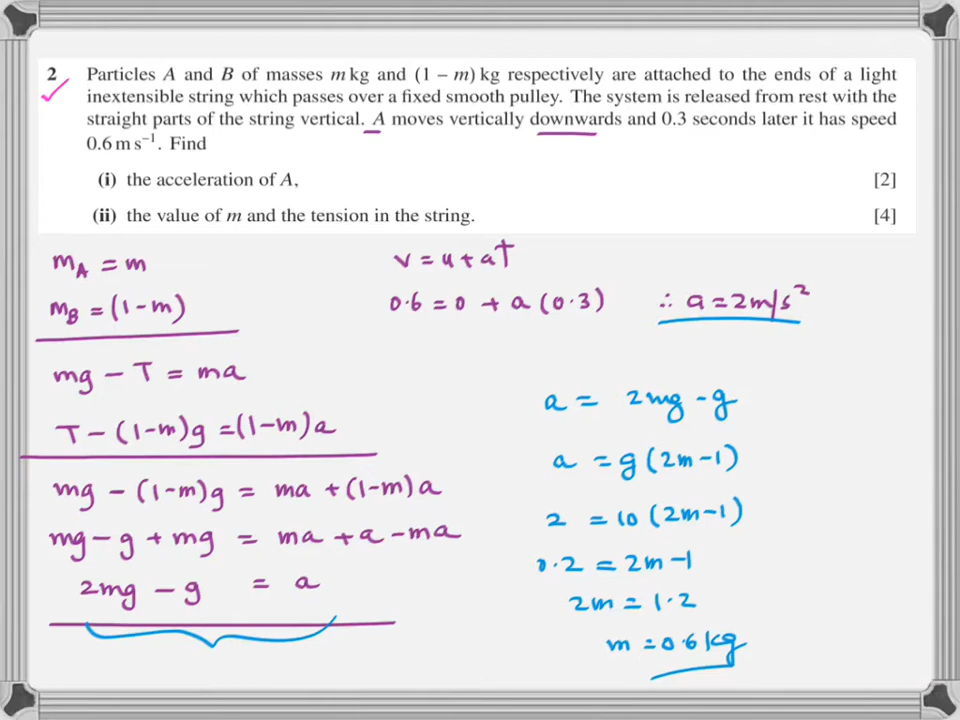 2 Particles A and B of masses m kg and (1 − m) kg respectively are attached to the ends of a light
inextensible string which passes over a fixed smooth pulley. The system is released from rest with the
straight parts of the string vertical. A moves vertically downwards and 0.3 seconds later it has speed
0.6 m s⁻¹. Find
(i) the acceleration of A, [2]
(ii) the value of m and the tension in the string. [4]
m_A = m
m_B = (1-m)
mg - T = ma
T - (1-m)g = (1-m)a
mg - (1-m)g = ma + (1-m)a
mg - g + mg = ma + a - ma
2mg - g = a
v = u + at
0.6 = 0 + a (0.3) ∴ a = 2m/s²
a = 2mg - g
a = g (2m-1)
2 = 10 (2m-1)
0.2 = 2m -1
2m = 1.2
m = 0.6 kg